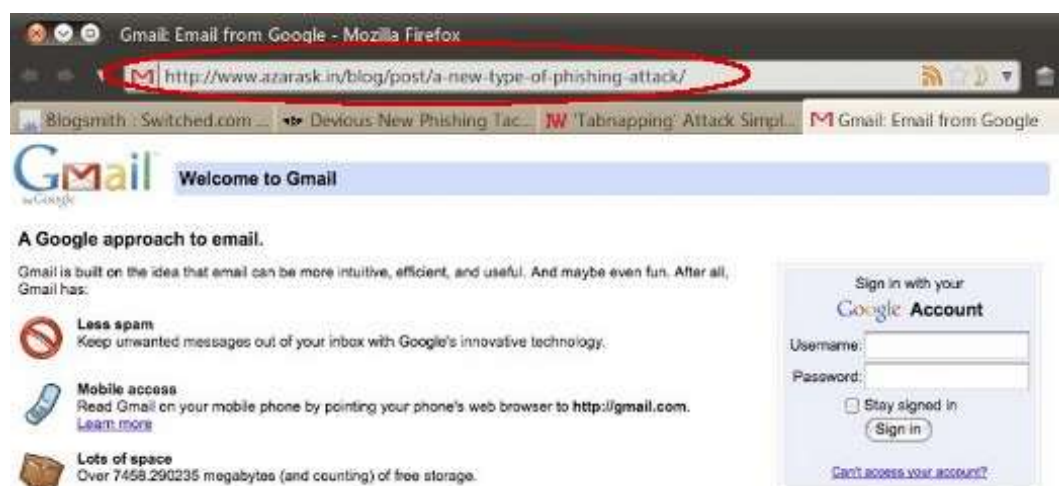 Gmail: Email from Google - Mozilla Firefox
http://www.azarask.in/blog/post/a-new-type-of-phishing-attack/
Blogsmith : Switched.com ...
Devious New Phishing Tac...
'Tabnapping' Attack Simpl...
Gmail: Email from Google
Gmail
by Google
Welcome to Gmail
A Google approach to email.
Gmail is built on the idea that email can be more intuitive, efficient, and useful. And maybe even fun. After all,
Gmail has:
Less spam
Keep unwanted messages out of your inbox with Google's innovative technology.
Mobile access
Read Gmail on your mobile phone by pointing your phone's web browser to http://gmail.com.
Learn more
Lots of space
Over 7458.290235 megabytes (and counting) of free storage.
Sign in with your
Google Account
Username:
Password:
Stay signed in
Sign in
Can't access your account?